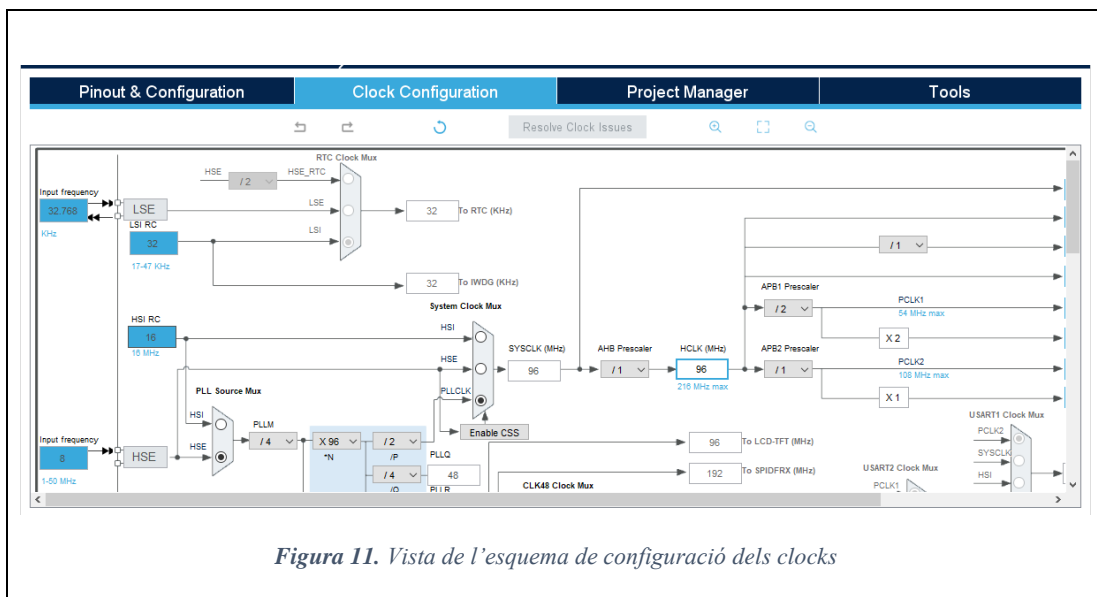 Pinout & Configuration
Clock Configuration
Project Manager
Tools
Resolve Clock Issues
RTC Clock Mux
HSE
/ 2
HSE_RTC
Input frequency
32.768
KHz
LSE
LSE
32
To RTC (KHz)
LSI RC
32
LSI
17-47 KHz
32
To IWDG (KHz)
/ 1
System Clock Mux
APB1 Prescaler
/ 2
PCLK1
54 MHz max
X 2
HSI RC
16
16 MHz
HSI
HSE
PLLCLK
SYSCLK (MHz)
96
AHB Prescaler
/ 1
HCLK (MHz)
96
216 MHz max
APB2 Prescaler
/ 1
PCLK2
108 MHz max
X 1
PLL Source Mux
HSI
HSE
PLLM
/ 4
Input frequency
8
1-50 MHz
HSE
X 96
*N
/ 2
/P
PLLQ
/ 4
48
/Q
PLLR
Enable CSS
96
To LCD-TFT (MHz)
192
To SPIDFRX (MHz)
CLK48 Clock Mux
USART1 Clock Mux
PCLK2
SYSCLK
HSI
USART2 Clock Mux
PCLK1
Figura 11. Vista de l’esquema de configuració dels clocks